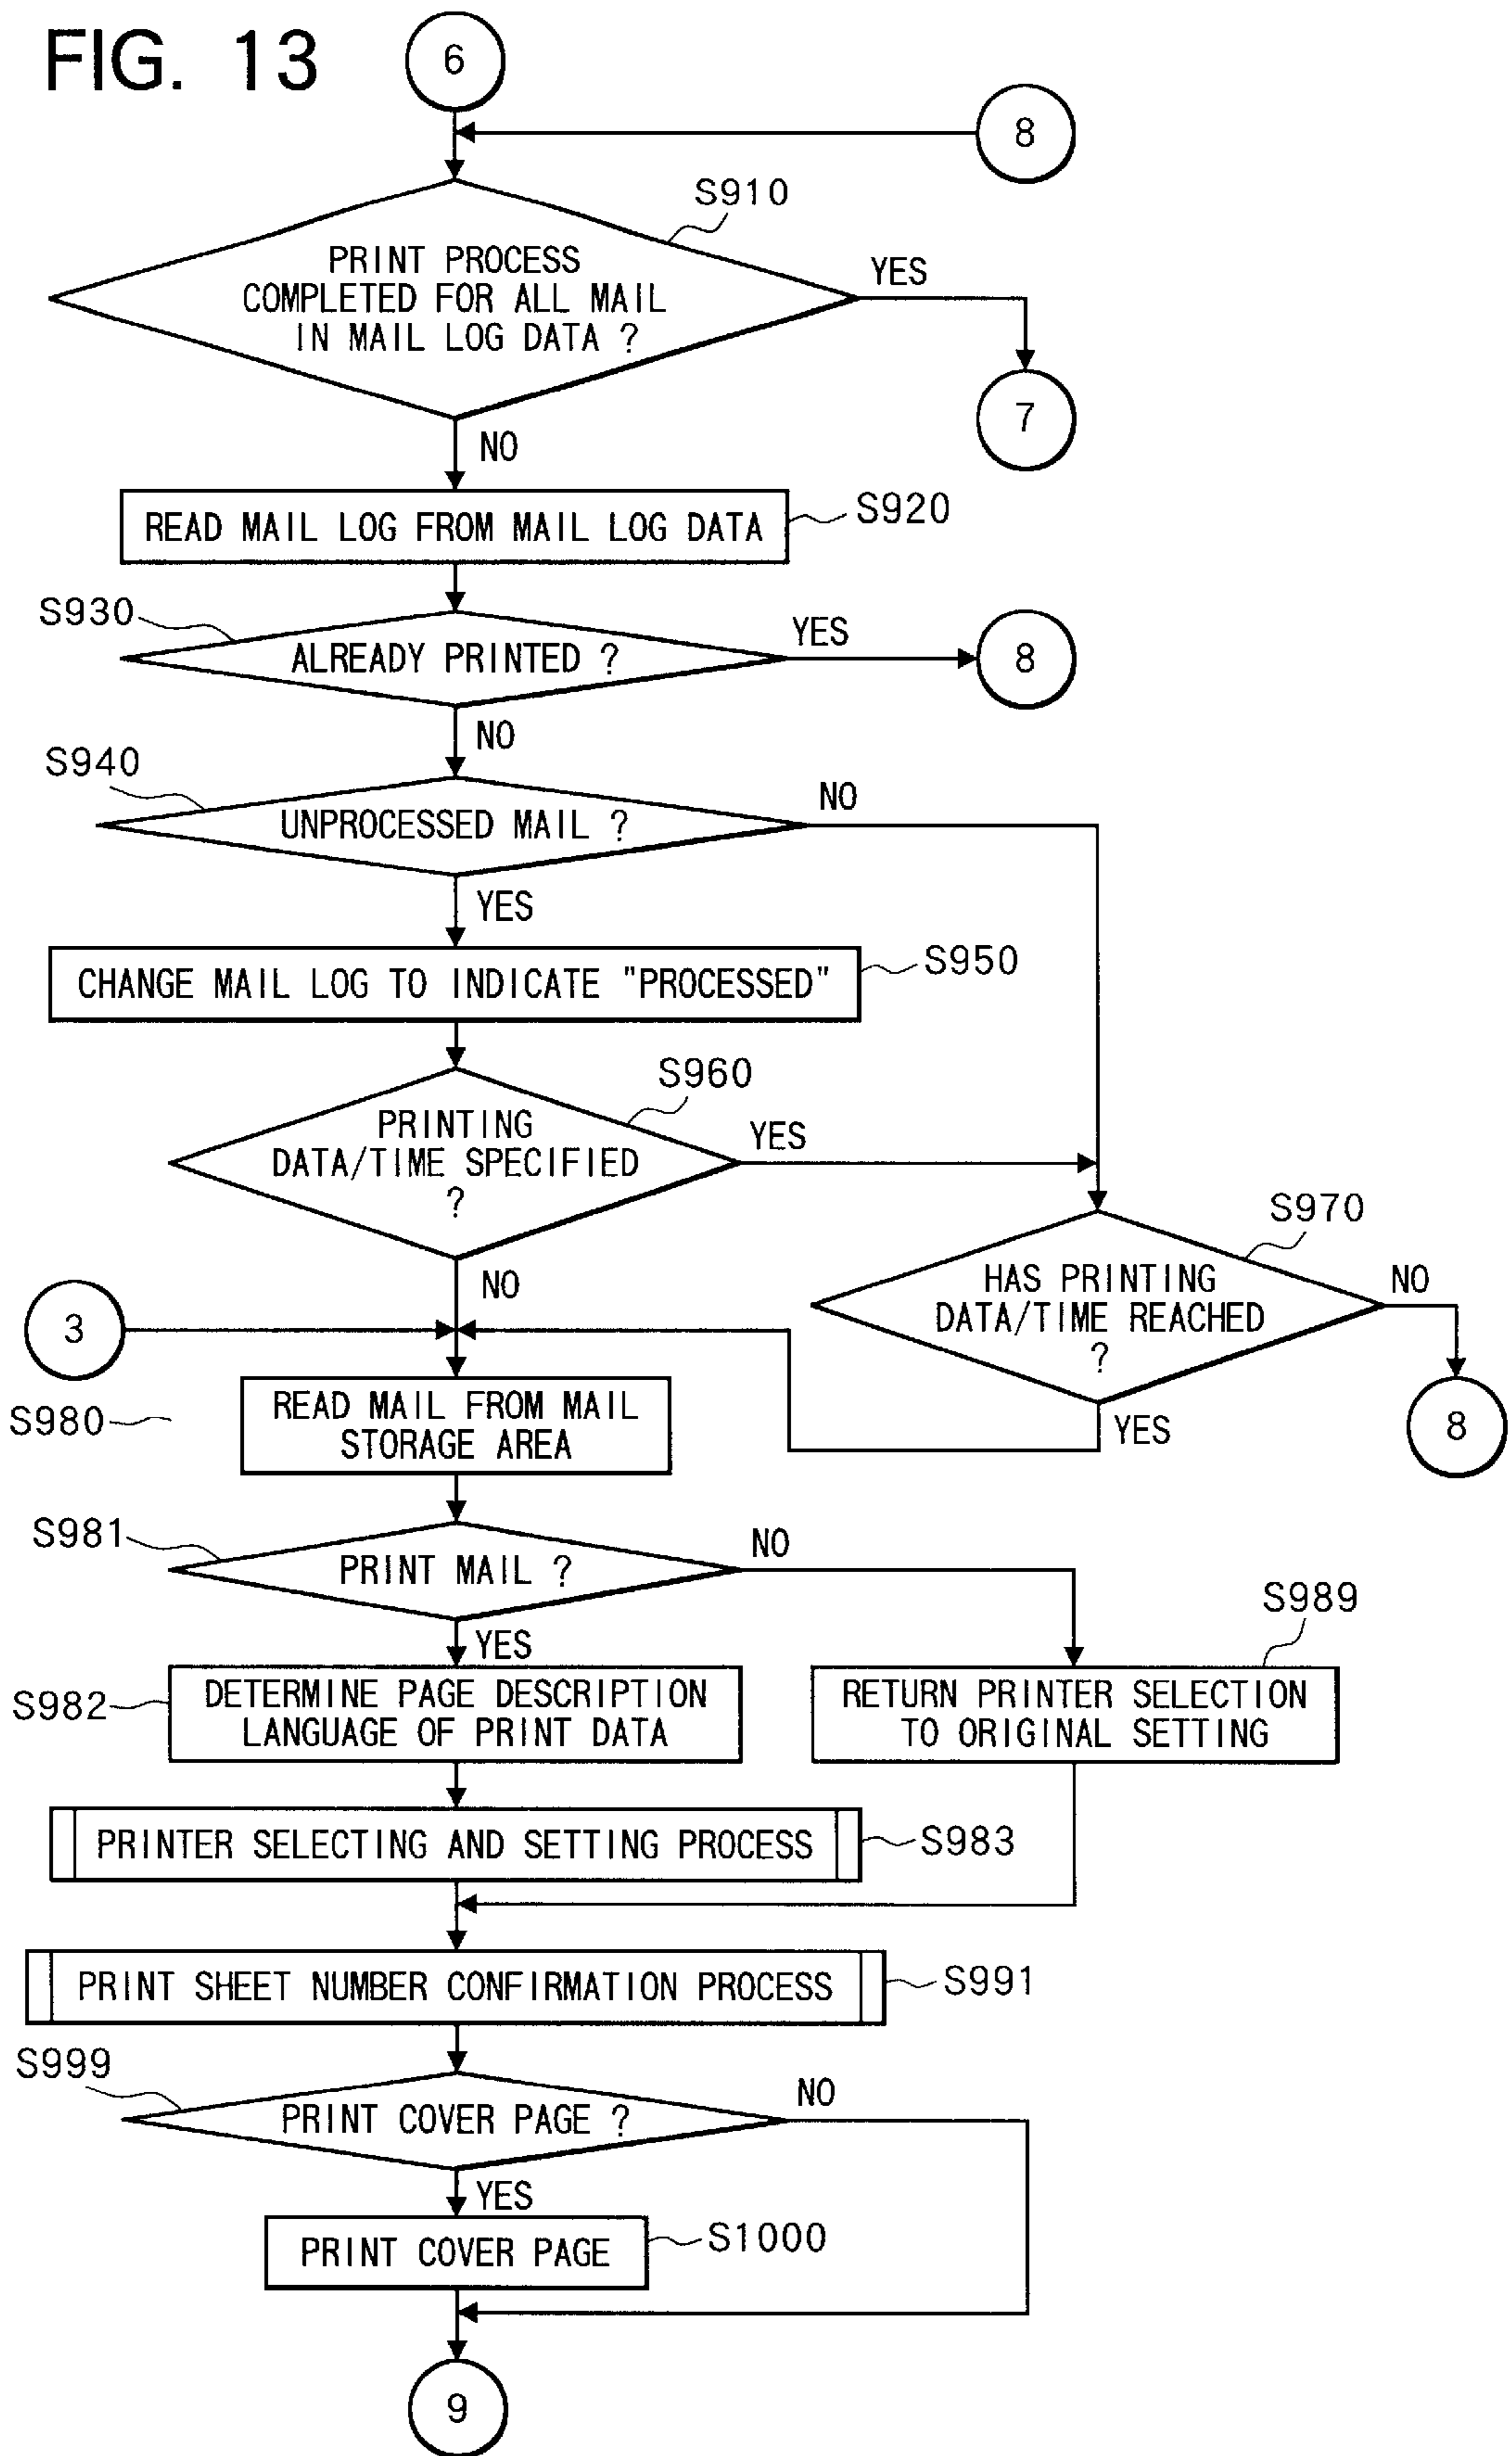 FIG. 13
6
8
S910
PRINT PROCESS
COMPLETED FOR ALL MAIL
IN MAIL LOG DATA ?
YES
7
NO
READ MAIL LOG FROM MAIL LOG DATA
S920
S930
ALREADY PRINTED ?
YES
8
NO
S940
UNPROCESSED MAIL ?
NO
YES
CHANGE MAIL LOG TO INDICATE "PROCESSED"
S950
S960
PRINTING
DATA/TIME SPECIFIED
?
YES
NO
S970
HAS PRINTING
DATA/TIME REACHED
?
NO
8
YES
3
S980
READ MAIL FROM MAIL
STORAGE AREA
S981
PRINT MAIL ?
NO
YES
S989
S982
DETERMINE PAGE DESCRIPTION
LANGUAGE OF PRINT DATA
RETURN PRINTER SELECTION
TO ORIGINAL SETTING
PRINTER SELECTING AND SETTING PROCESS
S983
PRINT SHEET NUMBER CONFIRMATION PROCESS
S991
S999
PRINT COVER PAGE ?
NO
YES
PRINT COVER PAGE
S1000
9